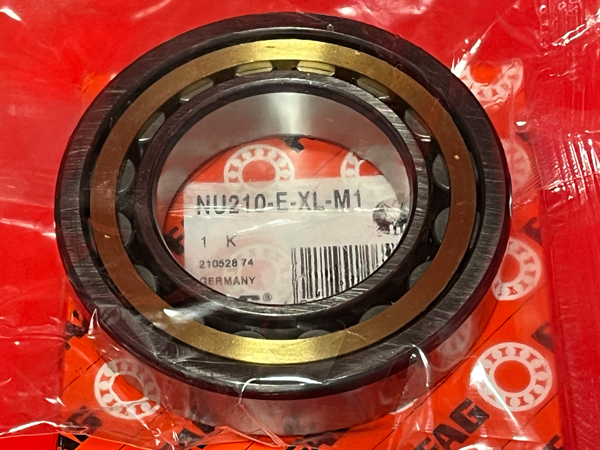 NU210-E-XL-M1
1 K
210528 74
GERMANY
FAG